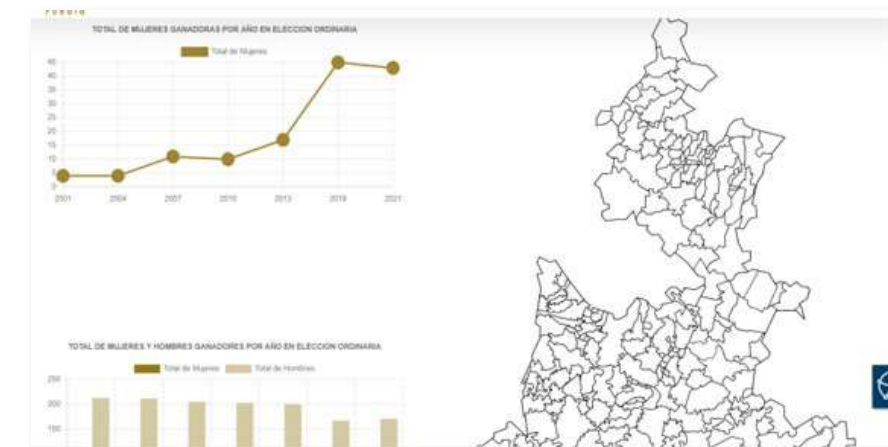 TOTAL DE MUJERES GANADORAS POR AÑO EN ELECCION ORDINARIA
Total de Mujeres
45
40
35
30
25
20
15
10
5
0
2001 2004 2007 2010 2013 2018 2021
TOTAL DE MUJERES Y HOMBRES GANADORES POR AÑO EN ELECCION ORDINARIA
Total de Mujeres Total de Hombres
250
200
150